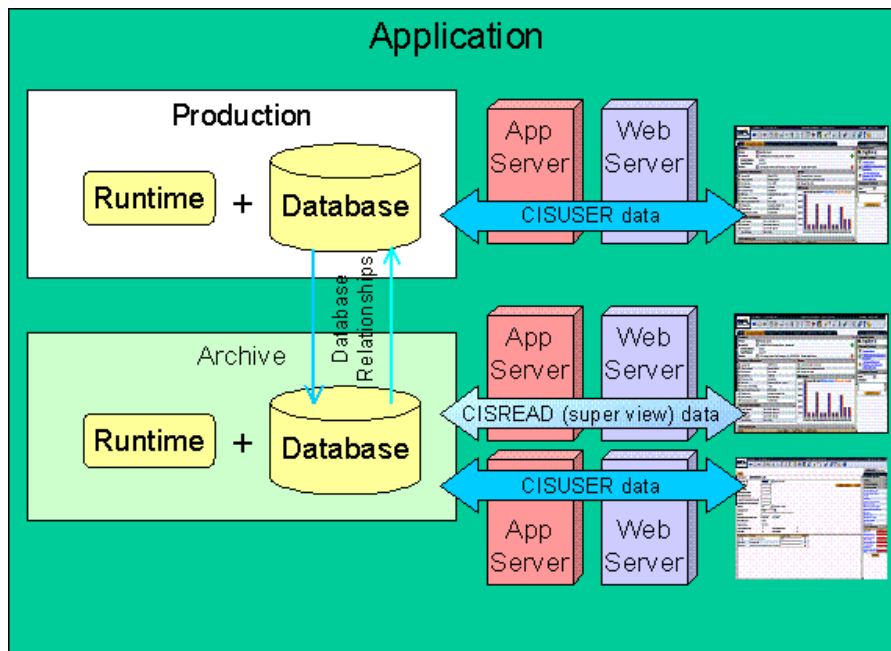 Application
Production
Runtime
+
Database
App
Server
Web
Server
CISUSER data
Database
Relationships
Archive
Runtime
+
Database
App
Server
Web
Server
CISREAD (super view) data
CISUSER data
App
Server
Web
Server